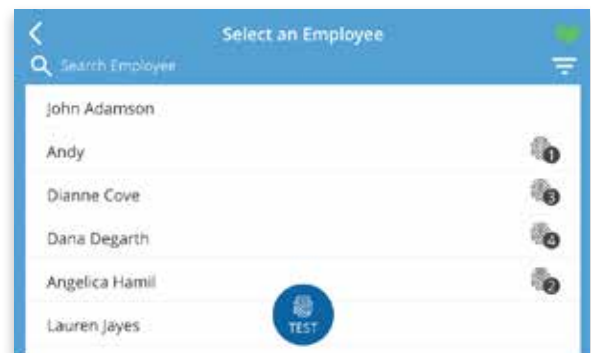 Select an Employee
Search Employee
John Adamson
Andy 1
Dianne Cove 3
Dana Degarth 4
Angelica Hamil 2
Lauren Jayes
TEST